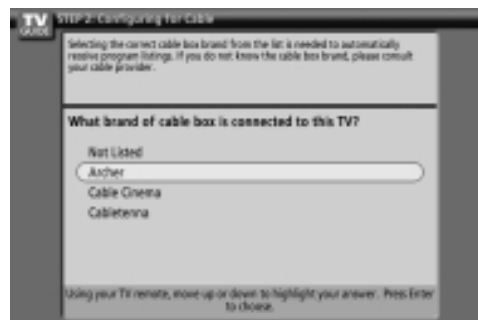 TV
GUIDE
STEP 2: Configuring for Cable
Selecting the correct cable box brand from the list is needed to automatically
receive program listings. If you do not know the cable box brand, please consult
your cable provider.
What brand of cable box is connected to this TV?
Not Listed
Archer
Cable Cinema
Cabletenna
Using your TV remote, move up or down to highlight your answer. Press Enter
to choose.